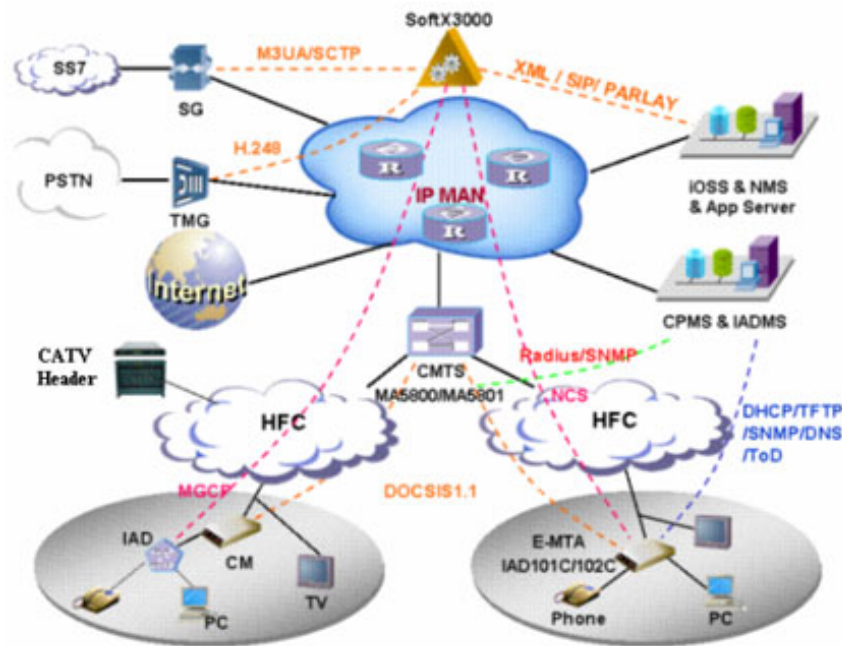 SoftX3000
SS7
SG
M3UA/SCTP
XML / SIP/ PARLAY
H.248
PSTN
TMG
R
R
IP MAN
R
iOSS & NMS
& App Server
Internet
CPMS & IADMS
CATV
Header
CMTS
MA5800/MA5801
Radius/SNMP
NCS
HFC
HFC
DHCP/TFTP
/SNMP/DNS
/ToD
MGCP
DOCSIS1.1
IAD
CM
TV
PC
E-MTA
IAD101C/102C
Phone
PC